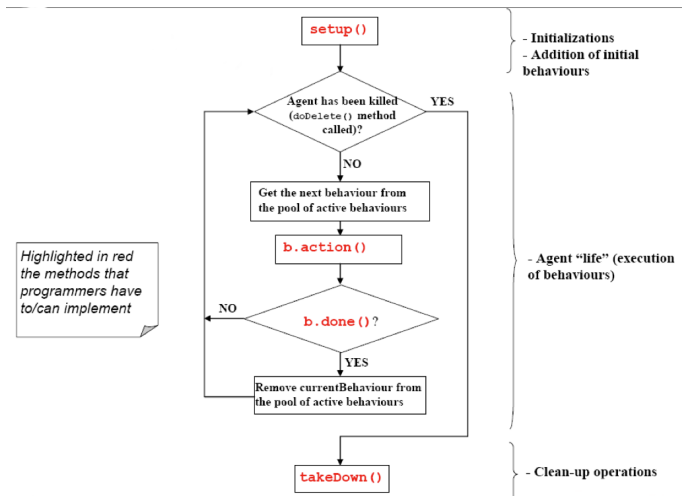 setup()
- Initializations
- Addition of initial
behaviours
Agent has been killed
(doDelete() method
called)?
YES
NO
Get the next behaviour from
the pool of active behaviours
b.action()
Highlighted in red
the methods that
programmers have
to/can implement
- Agent “life” (execution
of behaviours)
NO
b.done()?
YES
Remove currentBehaviour from
the pool of active behaviours
takeDown()
- Clean-up operations